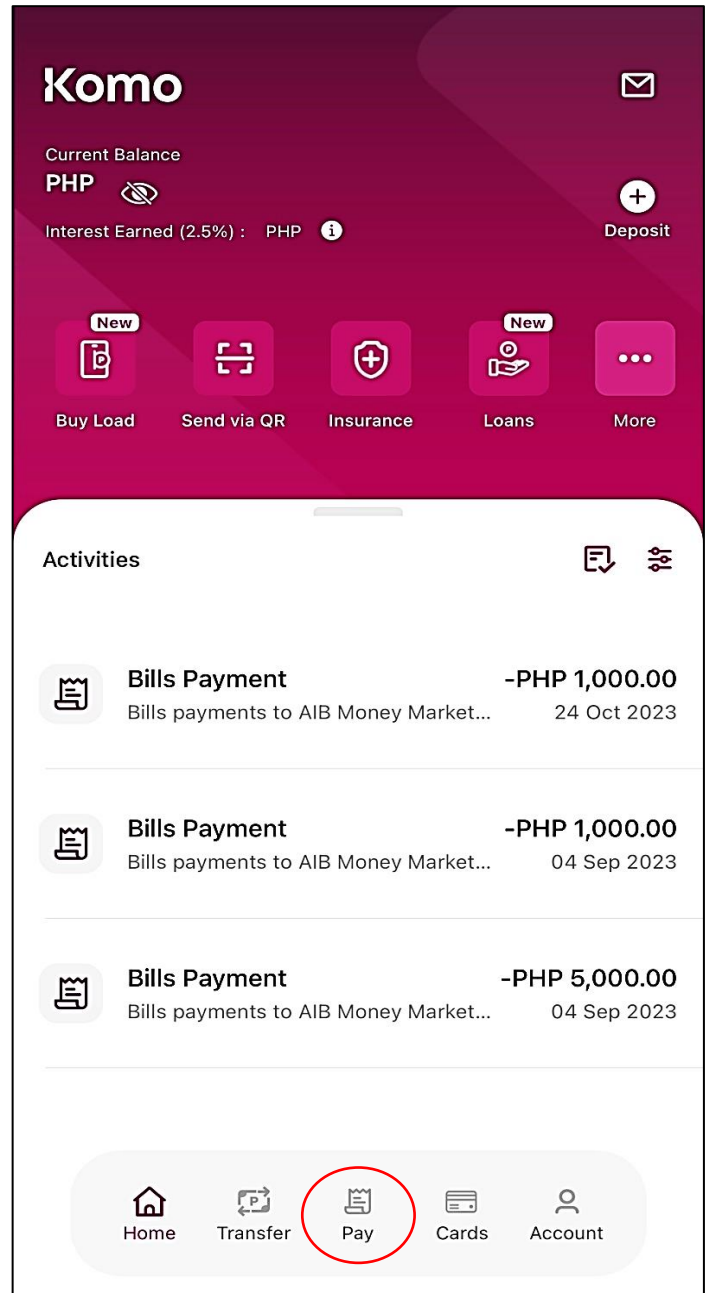 Komo
Current Balance
PHP
Interest Earned (2.5%) : PHP
Deposit
New
New
Buy Load Send via QR Insurance Loans More
Activities
Bills Payment -PHP 1,000.00
Bills payments to AIB Money Market... 24 Oct 2023
Bills Payment -PHP 1,000.00
Bills payments to AIB Money Market... 04 Sep 2023
Bills Payment -PHP 5,000.00
Bills payments to AIB Money Market... 04 Sep 2023
Home Transfer Pay Cards Account